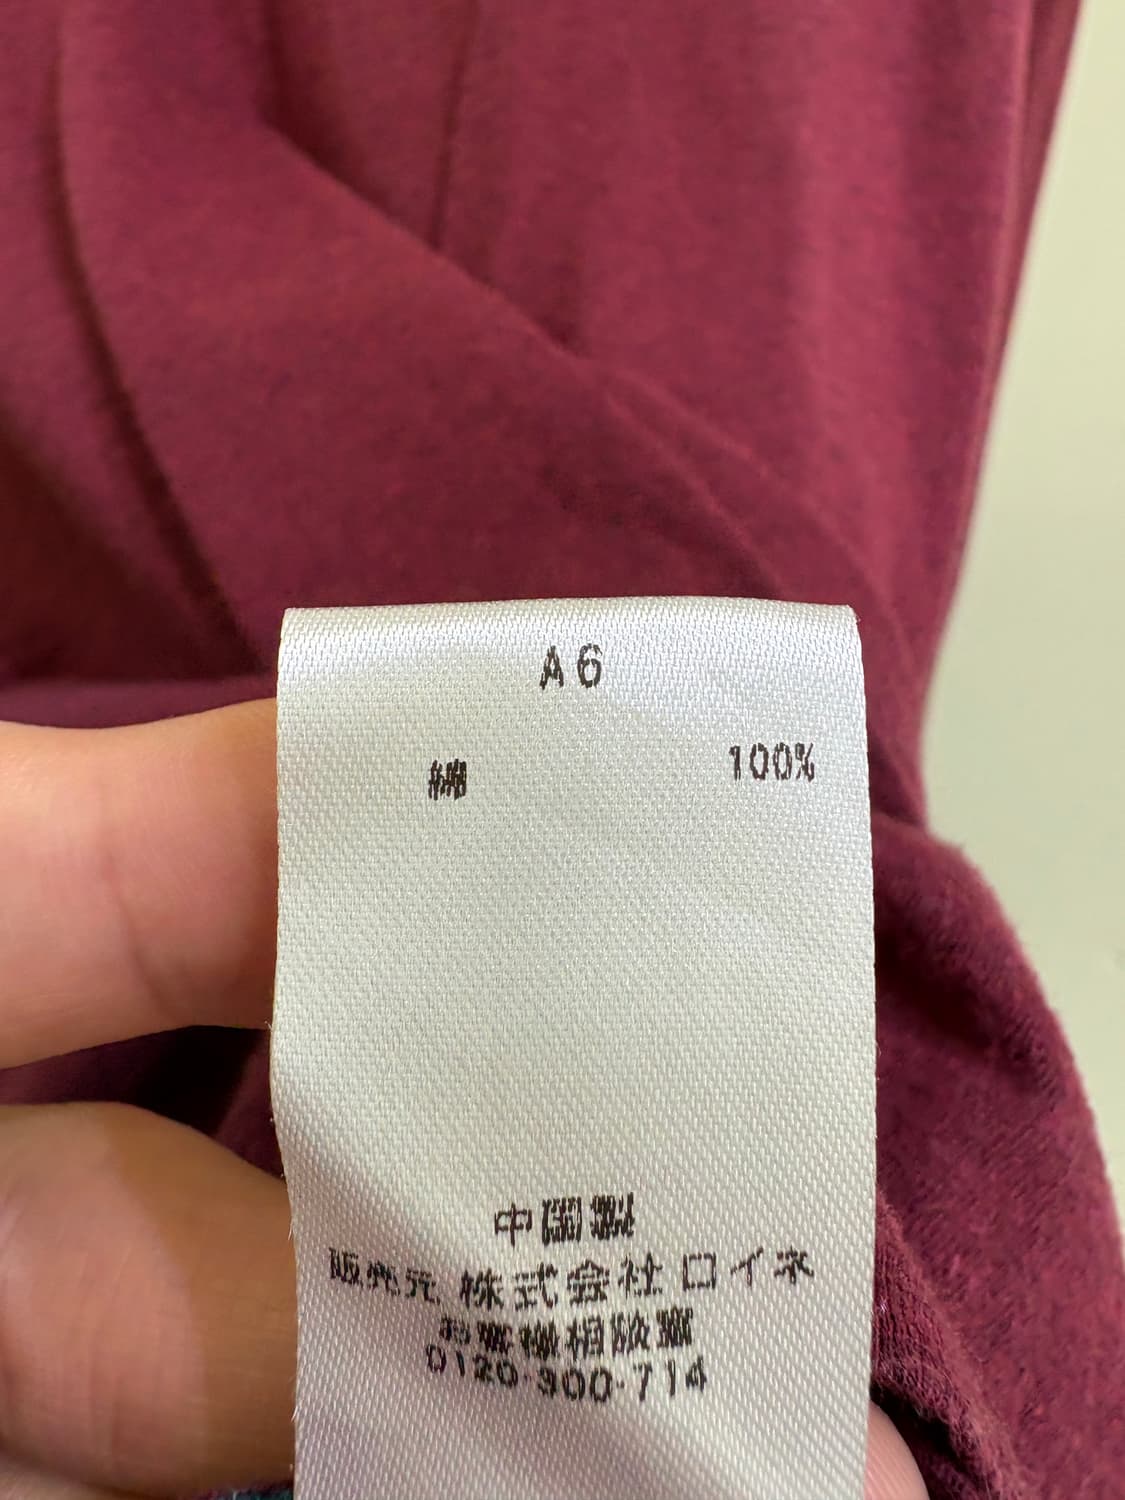 A6
綿 100%
中国製
販売元 株式会社ロイネ
お客様相談室
0120-300-714